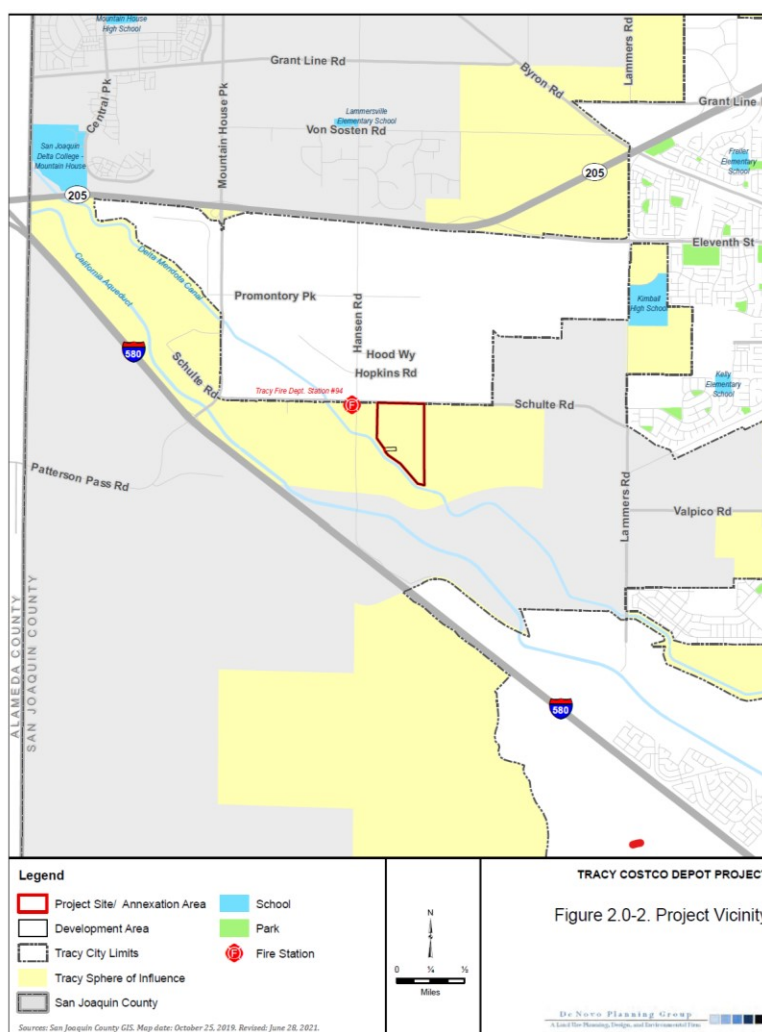 Mountain House
High School
Grant Line Rd
Byron Rd
Lammers Rd
Grant Line
Central Pk
Mountain House Pk
Lammersville
Elementary School
Von Sosten Rd
San Joaquin
Delta College -
Mountain House
Elementary
School
205
205
Eleventh St
California Aqueduct
Delta Mendota Canal
Promontory Pk
Hansen Rd
Kimball
High School
580
Schulte Rd
Hood Wy
Hopkins Rd
Tracy Fire Dept. Station #94
F
Schulte Rd
Kelly
Elementary
School
Patterson Pass Rd
Lammers Rd
Valpico Rd
ALAMEDA COUNTY
SAN JOAQUIN COUNTY
580
Legend
Project Site/ Annexation Area
Development Area
Tracy City Limits
Tracy Sphere of Influence
San Joaquin County
School
Park
F
Fire Station
N
0 ¼ ½
Miles
TRACY COSTCO DEPOT PROJECT
Figure 2.0-2. Project Vicinity
Sources: San Joaquin County GIS. Map date: October 25, 2019. Revised: June 28, 2021.
De Novo Planning Group
A Land Use Planning, Design, and Environmental Firm